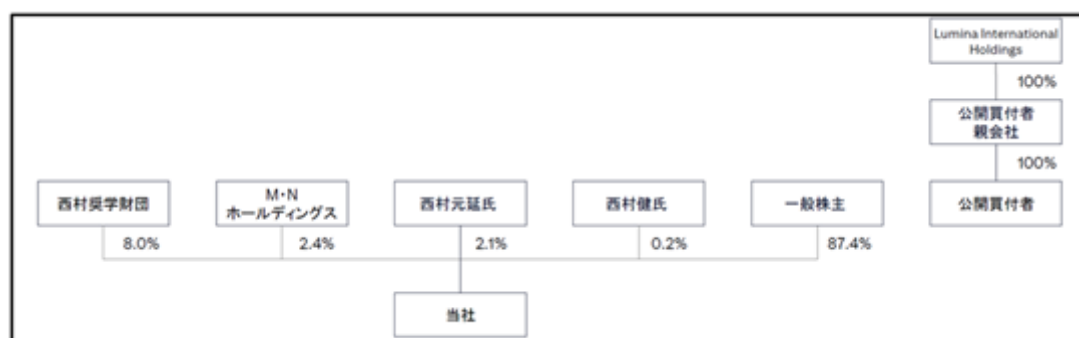 Lumina International
Holdings
100%
公開買付者
親会社
100%
西村奨学財団
M・N
ホールディングス
西村元延氏
西村健氏
一般株主
公開買付者
8.0%
2.4%
2.1%
0.2%
87.4%
当社